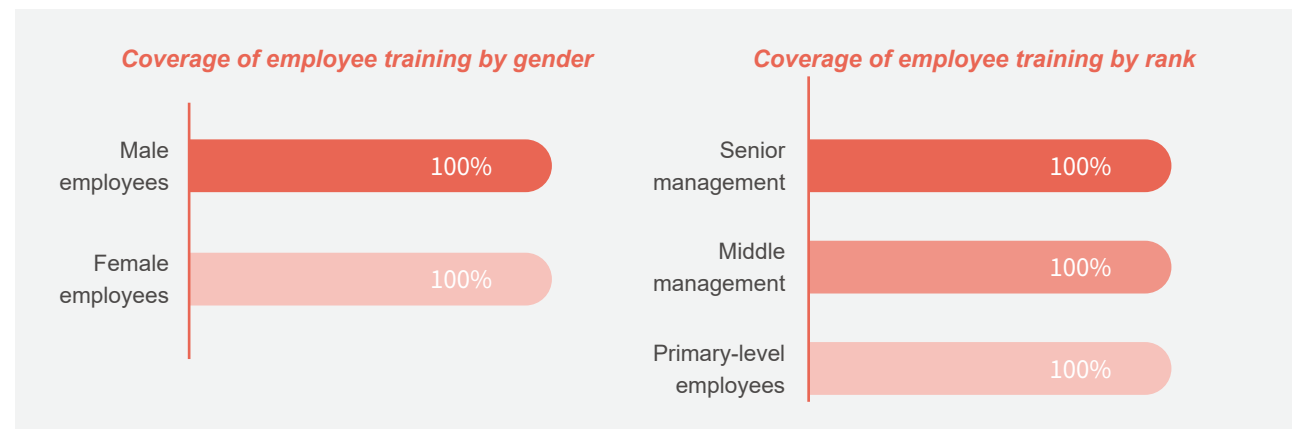 Coverage of employee training by gender
Male
employees
100%
Female
employees
100%
Coverage of employee training by rank
Senior
management
100%
Middle
management
100%
Primary-level
employees
100%